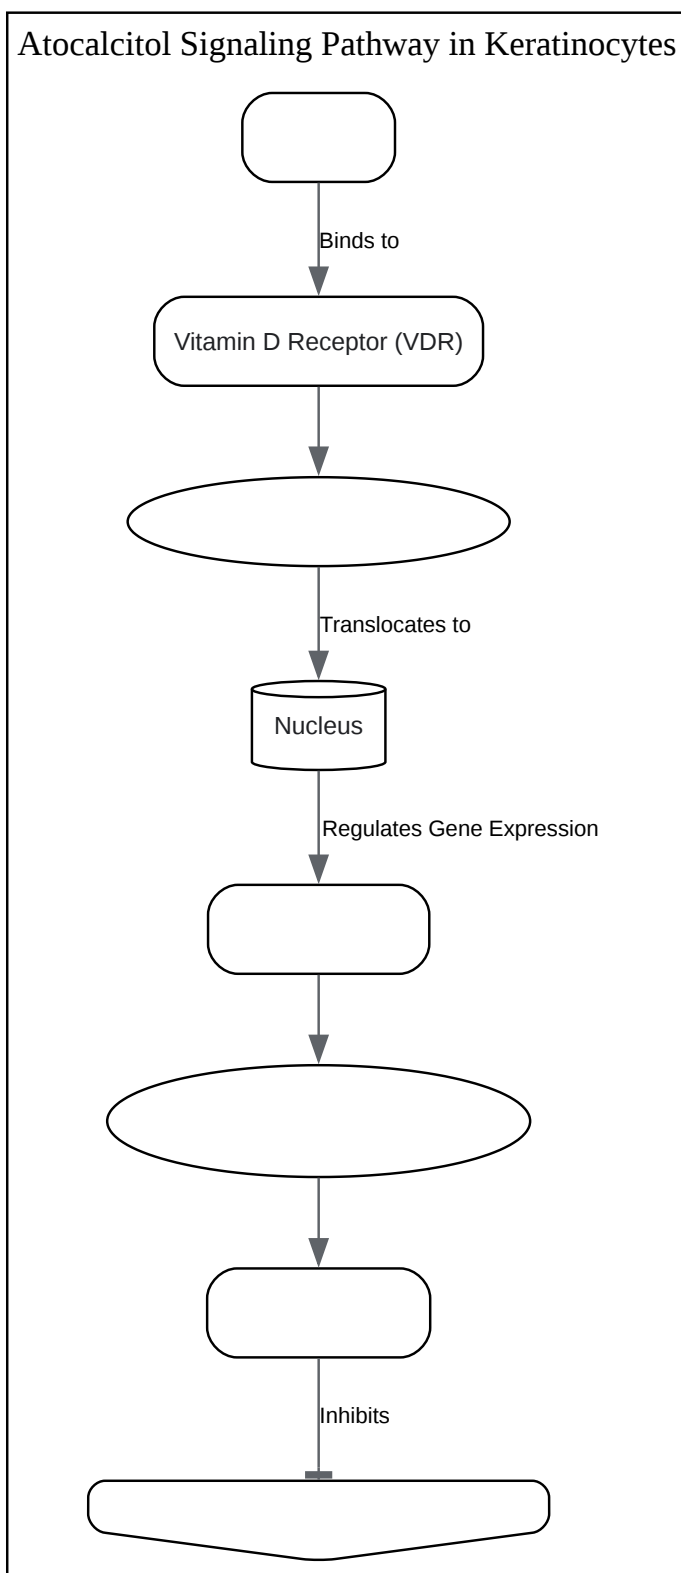 Atocalcitol Signaling Pathway in Keratinocytes
Binds to
Vitamin D Receptor (VDR)
Translocates to
Nucleus
Regulates Gene Expression
Inhibits